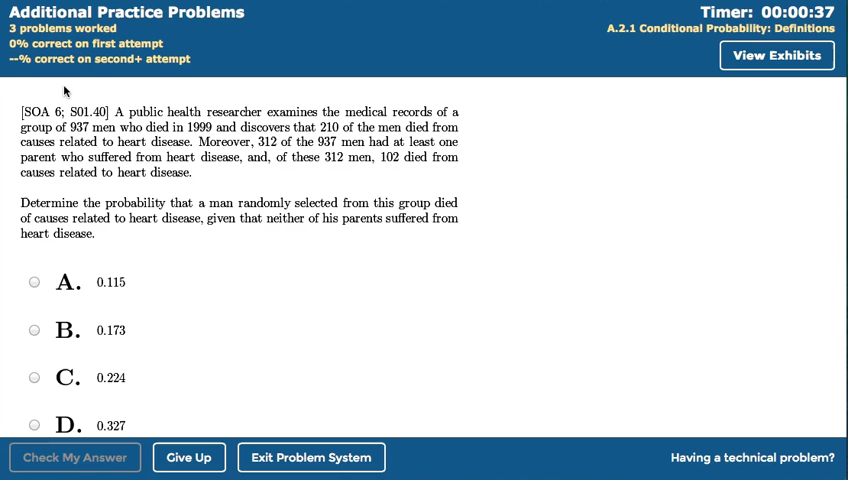 Additional Practice Problems
Timer: 00:00:37
3 problems worked
A.2.1 Conditional Probability: Definitions
0% correct on first attempt
--% correct on second+ attempt
View Exhibits
[SOA 6; S01.40] A public health researcher examines the medical records of a
group of 937 men who died in 1999 and discovers that 210 of the men died from
causes related to heart disease. Moreover, 312 of the 937 men had at least one
parent who suffered from heart disease, and, of these 312 men, 102 died from
causes related to heart disease.
Determine the probability that a man randomly selected from this group died
of causes related to heart disease, given that neither of his parents suffered from
heart disease.
A. 0.115
B. 0.173
C. 0.224
D. 0.327
Check My Answer
Give Up
Exit Problem System
Having a technical problem?